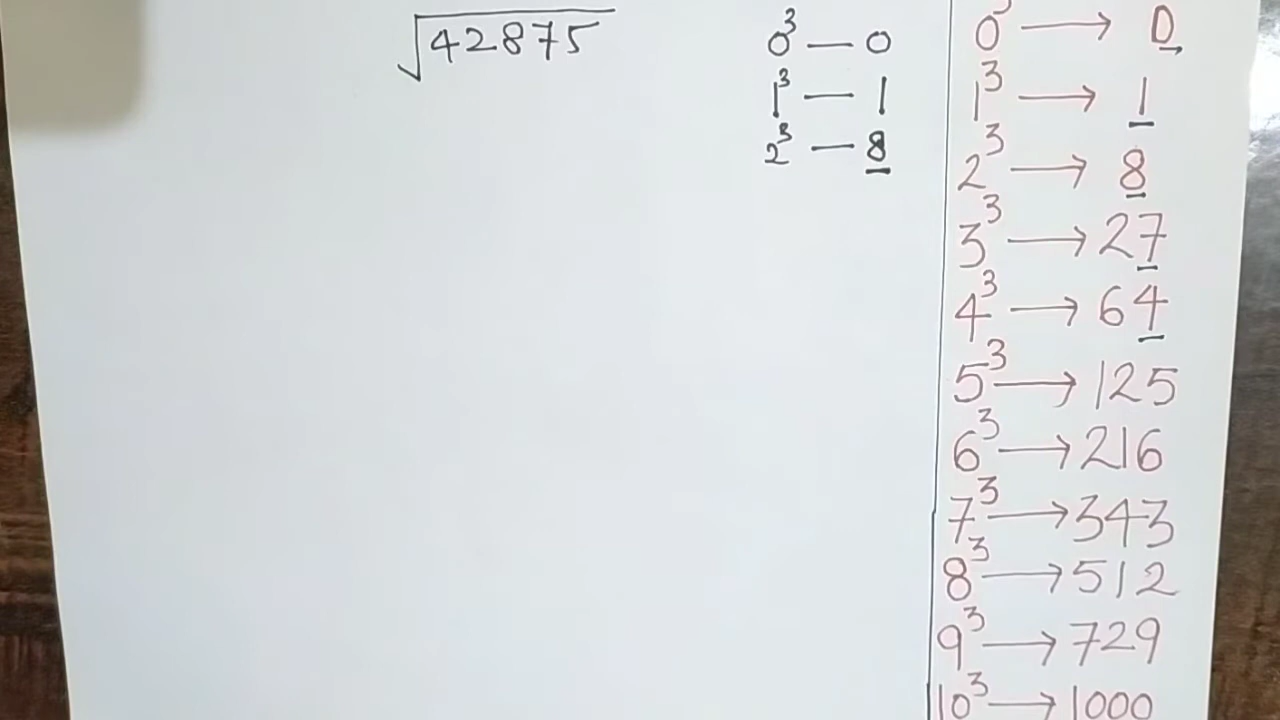 √42875
0³ — 0
1³ — 1
2³ — 8
0³ → 0
1³ → 1
2³ → 8
3³ → 27
4³ → 64
5³ → 125
6³ → 216
7³ → 343
8³ → 512
9³ → 729
10³ → 1000